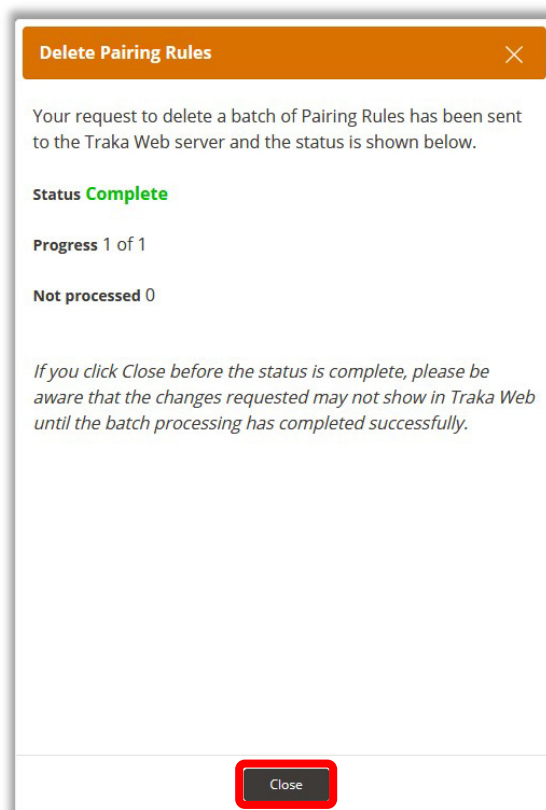 Delete Pairing Rules
Your request to delete a batch of Pairing Rules has been sent
to the Traka Web server and the status is shown below.
Status Complete
Progress 1 of 1
Not processed 0
If you click Close before the status is complete, please be
aware that the changes requested may not show in Traka Web
until the batch processing has completed successfully.
Close